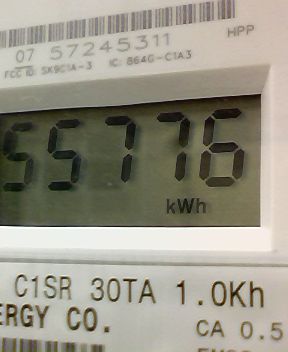 07 57245311
HPP
FCC ID: SK9C1A-3 IC: 864G-C1A3
55776
kWh
C1SR 30TA 1.0Kh
ERGY CO.
CA 0.5